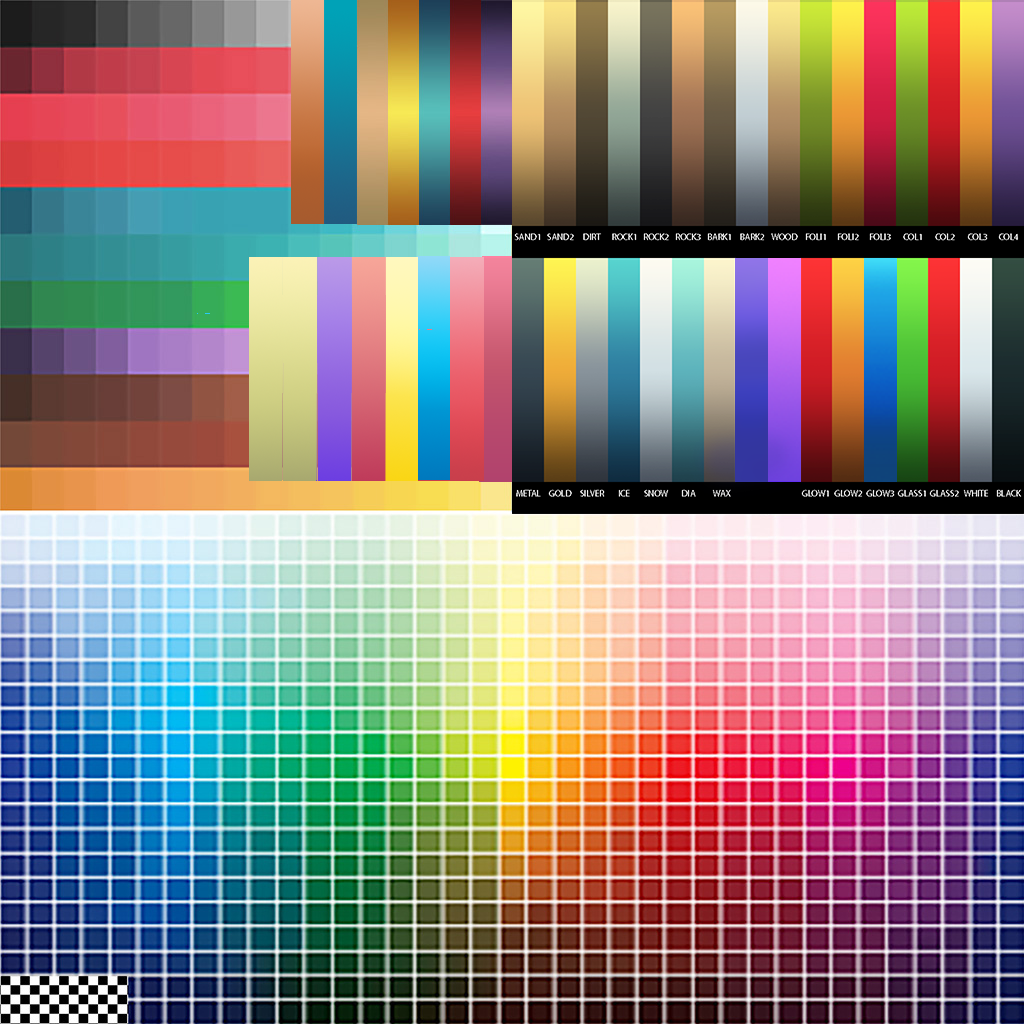 SAND1 SAND2 DIRT ROCK1 ROCK2 ROCK3 BARK1 BARK2 WOOD FOLI1 FOLI2 FOLI3 COL1 COL2 COL3 COL4
METAL GOLD SILVER ICE SNOW DIA WAX GLOW1 GLOW2 GLOW3 GLASS1 GLASS2 WHITE BLACK